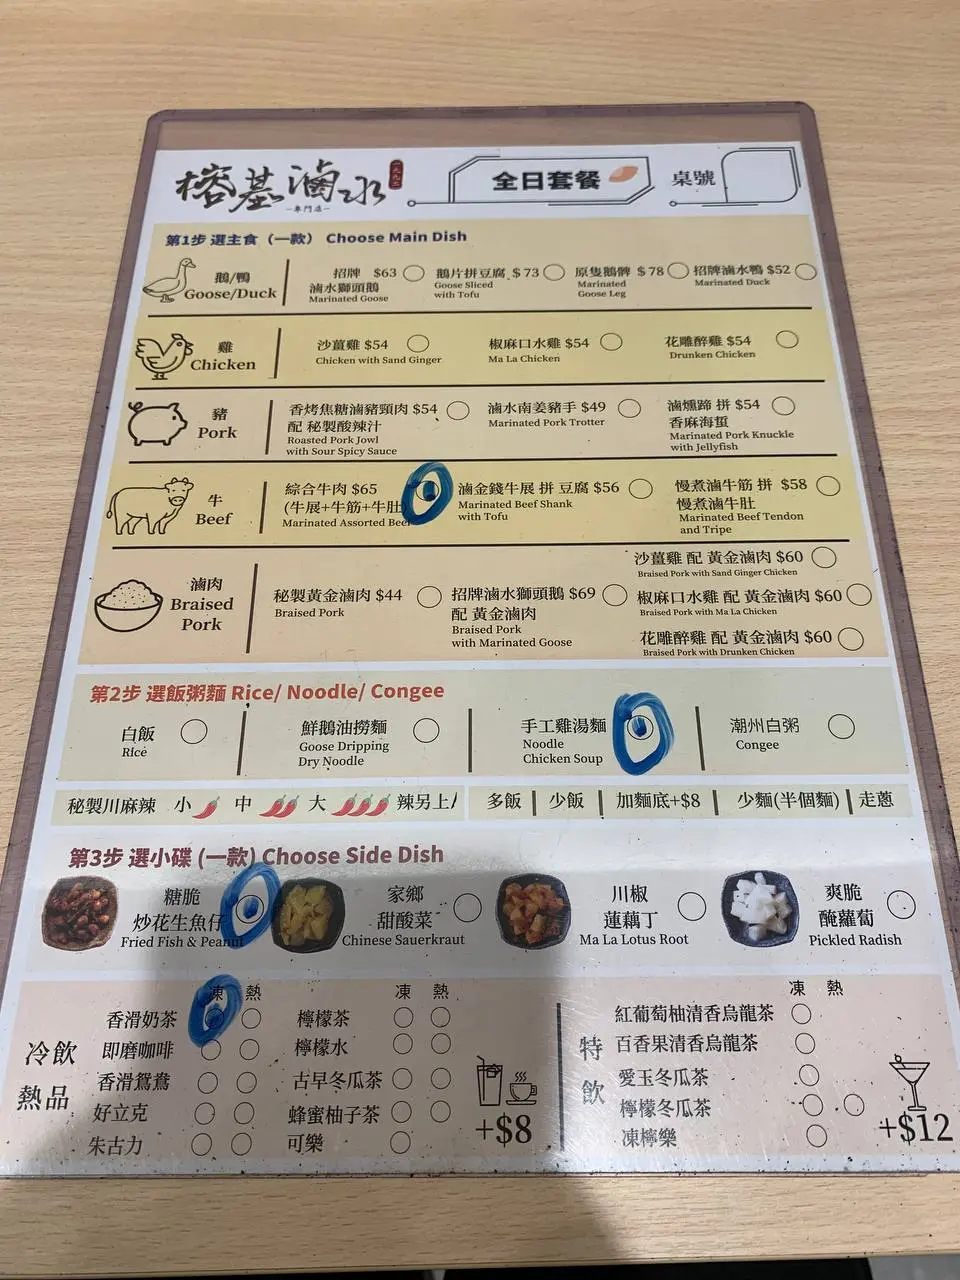 榕基滷水
一九九二
—專門店—
全日套餐
桌號
第1步 選主食（一款） Choose Main Dish
鵝/鴨
Goose/Duck
招牌 $63
滷水獅頭鵝
Marinated Goose
鵝片拼豆腐 $73
Goose Sliced
with Tofu
原隻鵝髀 $78
Marinated
Goose Leg
招牌滷水鴨 $52
Marinated Duck
雞
Chicken
沙薑雞 $54
Chicken with Sand Ginger
椒麻口水雞 $54
Ma La Chicken
花雕醉雞 $54
Drunken Chicken
豬
Pork
香烤焦糖滷豬頸肉 $54
配 秘製酸辣汁
Roasted Pork Jowl
with Sour Spicy Sauce
滷水南姜豬手 $49
Marinated Pork Trotter
滷燻蹄 拼 $54
香麻海蜇
Marinated Pork Knuckle
with Jellyfish
牛
Beef
綜合牛肉 $65
(牛展+牛筋+牛肚)
Marinated Assorted Beef
滷金錢牛展 拼 豆腐 $56
Marinated Beef Shank
with Tofu
慢煮滷牛筋 拼 $58
慢煮滷牛肚
Marinated Beef Tendon
and Tripe
滷肉
Braised
Pork
秘製黃金滷肉 $44
Braised Pork
招牌滷水獅頭鵝 $69
配 黃金滷肉
Braised Pork
with Marinated Goose
沙薑雞 配 黃金滷肉 $60
Braised Pork with Sand Ginger Chicken
椒麻口水雞 配 黃金滷肉 $60
Braised Pork with Ma La Chicken
花雕醉雞 配 黃金滷肉 $60
Braised Pork with Drunken Chicken
第2步 選飯粥麵 Rice/ Noodle/ Congee
白飯
Rice
鮮鵝油撈麵
Goose Dripping
Dry Noodle
手工雞湯麵
Noodle
Chicken Soup
潮州白粥
Congee
秘製川麻辣 小 中 大 辣另上
多飯 少飯 加麵底+$8 少麵(半個麵) 走蔥
第3步 選小碟 (一款) Choose Side Dish
糖脆
炒花生魚仔
Fried Fish & Peanut
家鄉
甜酸菜
Chinese Sauerkraut
川椒
蓮藕丁
Ma La Lotus Root
爽脆
醃蘿蔔
Pickled Radish
冷飲
熱品
凍 熱
香滑奶茶
即磨咖啡
香滑鴛鴦
好立克
朱古力
凍 熱
檸檬茶
檸檬水
古早冬瓜茶
蜂蜜柚子茶
可樂
+$8
特飲
凍 熱
紅葡萄柚清香烏龍茶
百香果清香烏龍茶
愛玉冬瓜茶
檸檬冬瓜茶
凍檸樂
+$12